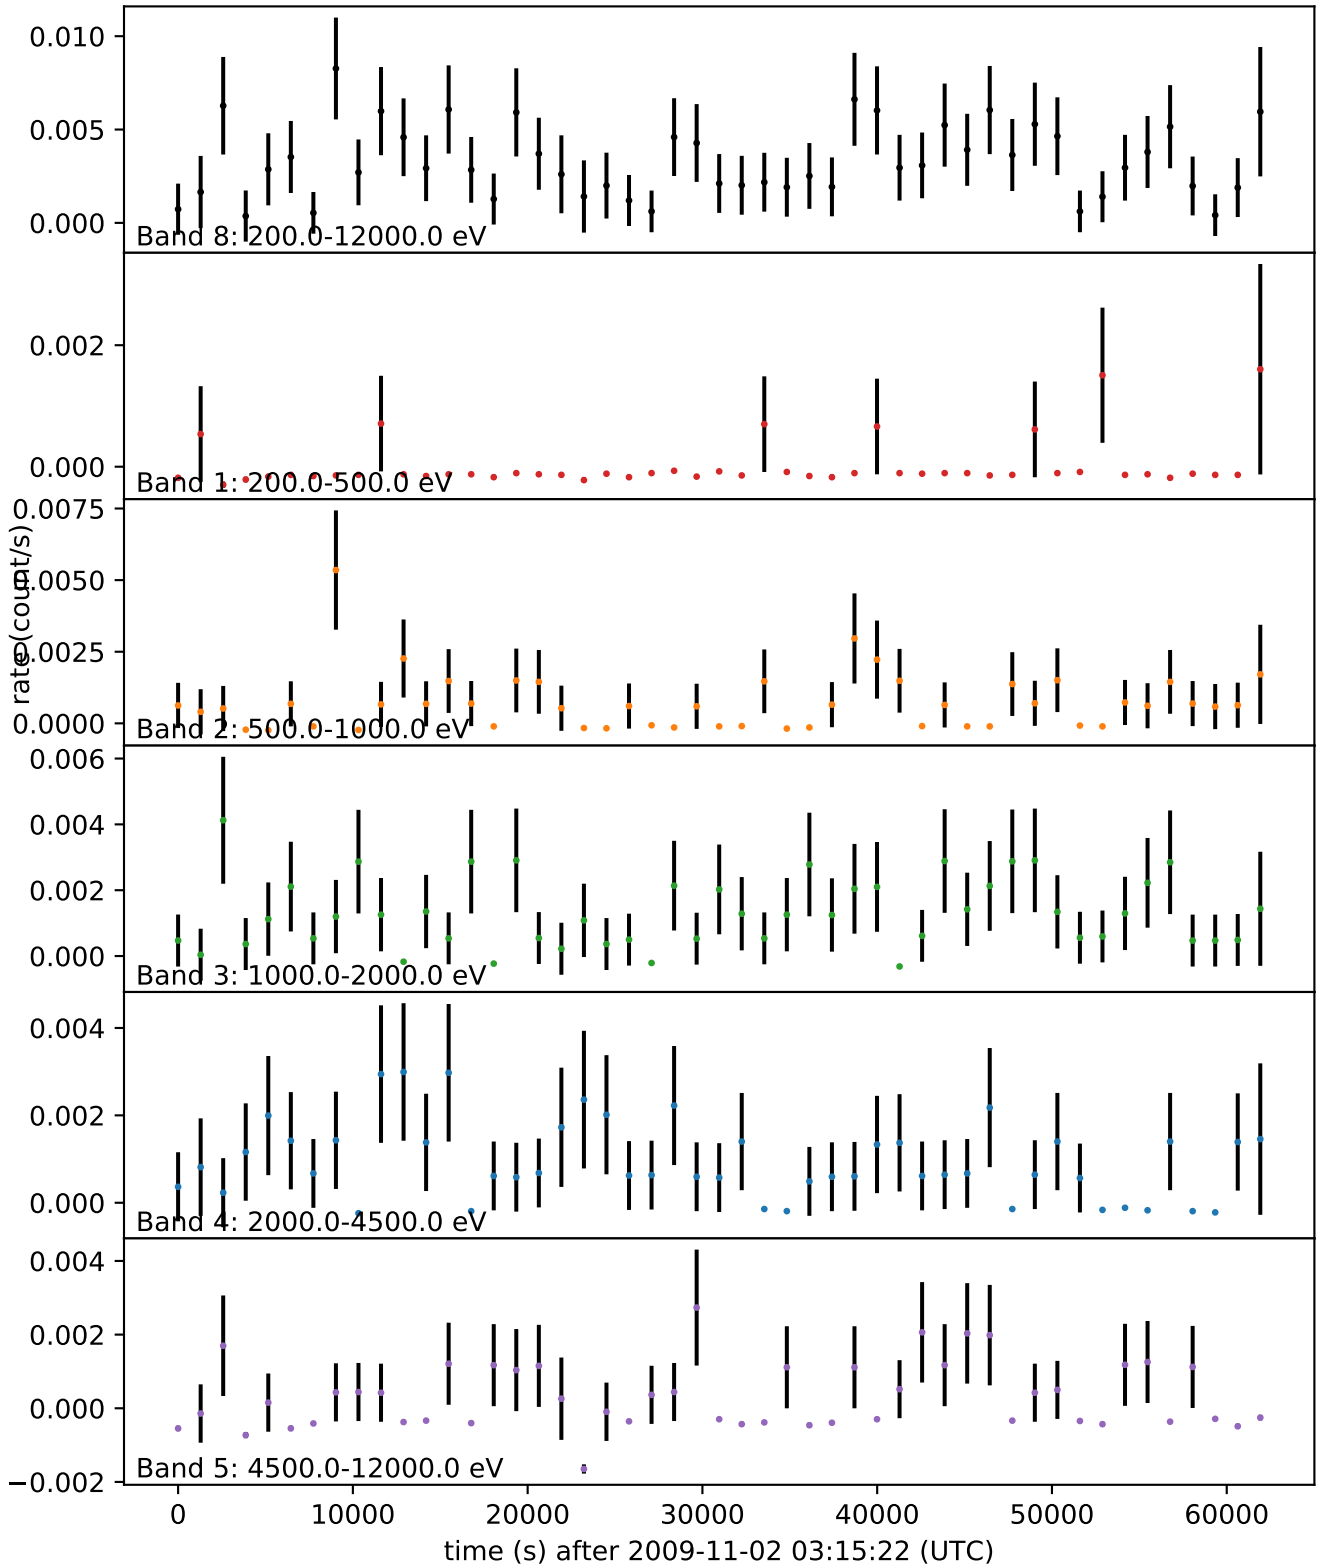 0.010
0.005
0.000
Band 8: 200.0-12000.0 eV
0.002
0.000
Band 1: 200.0-500.0 eV
rate (count/s)
0.0075
0.0050
0.0025
0.0000
Band 2: 500.0-1000.0 eV
0.006
0.004
0.002
0.000
Band 3: 1000.0-2000.0 eV
0.004
0.002
0.000
Band 4: 2000.0-4500.0 eV
0.004
0.002
0.000
−0.002
Band 5: 4500.0-12000.0 eV
0 10000 20000 30000 40000 50000 60000
time (s) after 2009-11-02 03:15:22 (UTC)